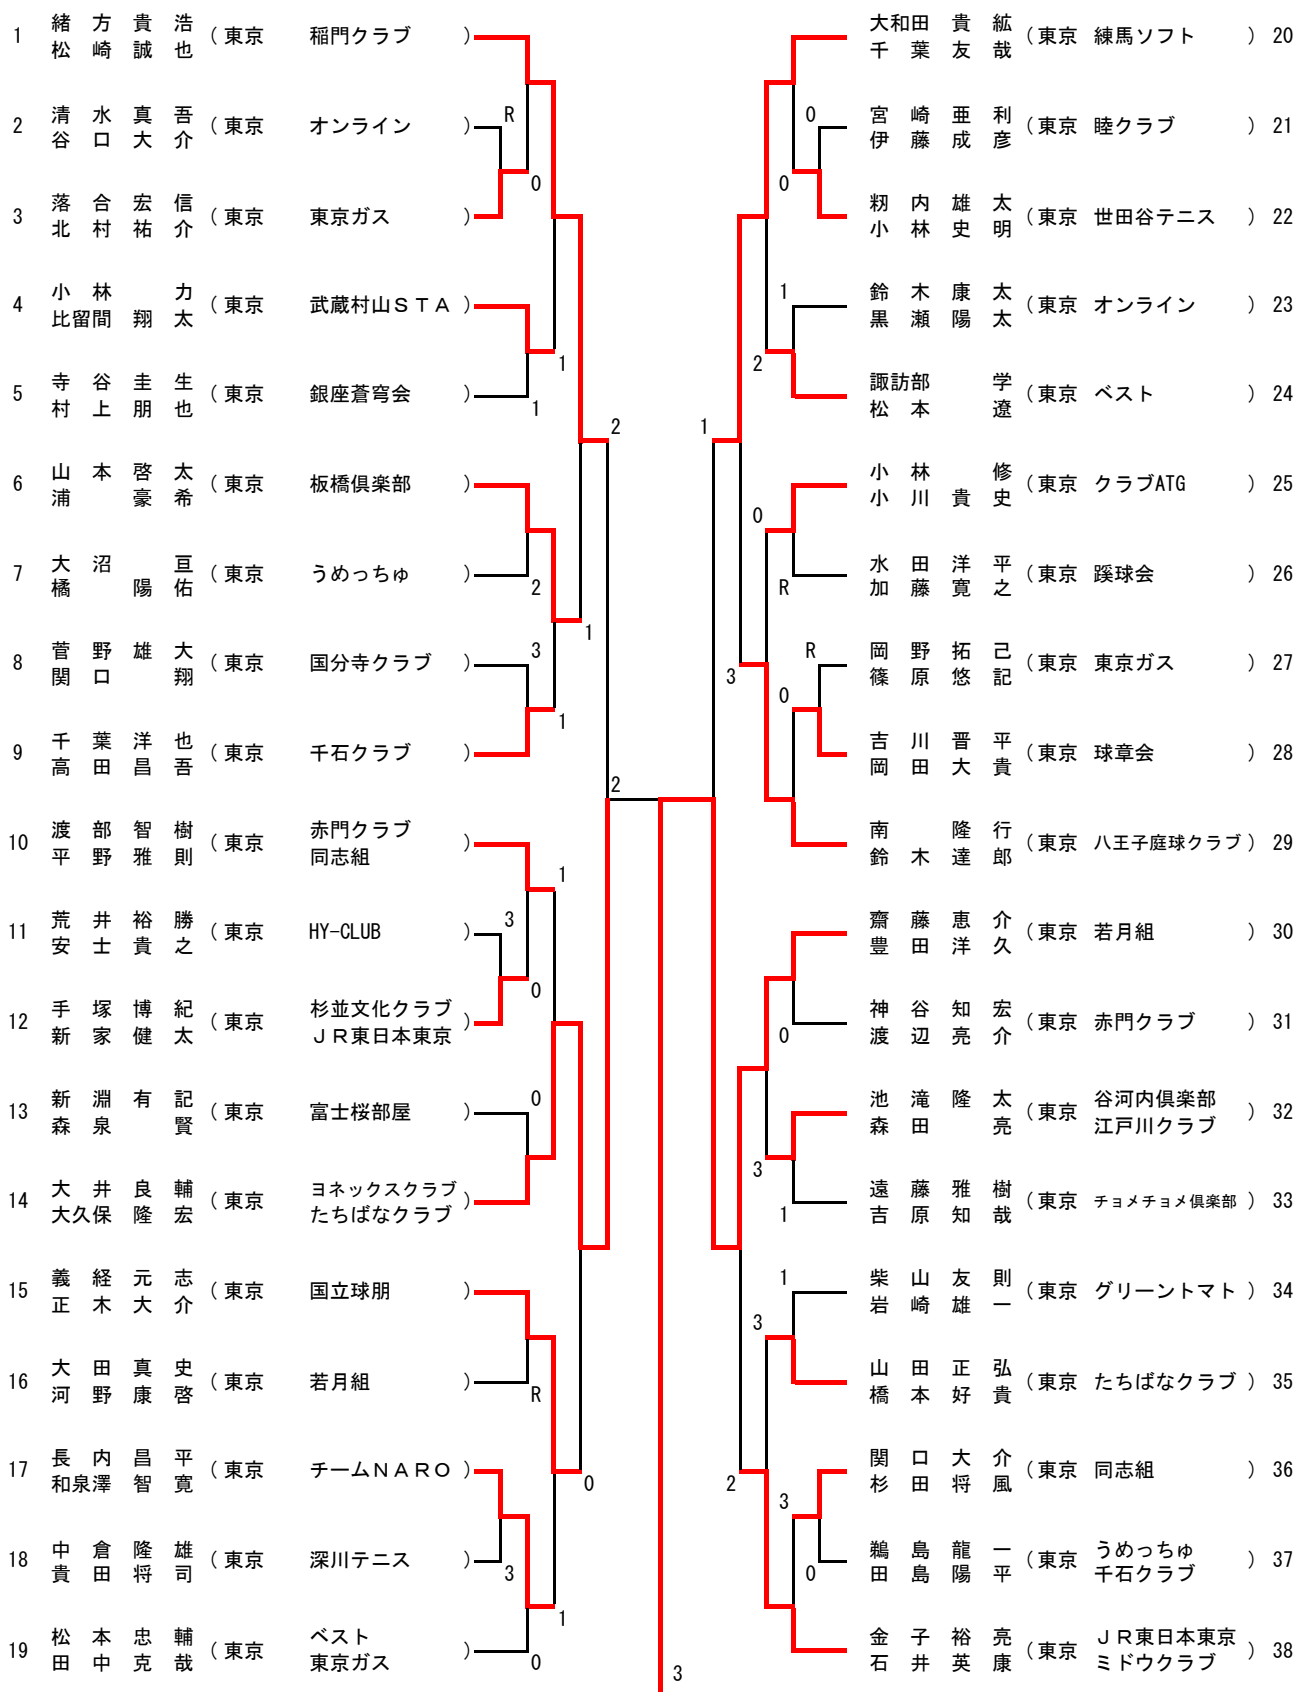 緒方貴浩
1 (東京 稲門クラブ )
松崎誠也
清水真吾
2 (東京 オンライン )
谷口大介
落合宏信
3 (東京 東京ガス )
北村祐介
小林 力
4 (東京 武蔵村山STA )
比留間翔太
寺谷圭生
5 (東京 銀座蒼穹会 )
村上朋也
山本啓太
6 (東京 板橋倶楽部 )
浦 豪希
大沼 亘
7 (東京 うめっちゅ )
橘 陽佑
菅野雄大
8 (東京 国分寺クラブ )
関口 翔
千葉洋也
9 (東京 千石クラブ )
高田昌吾
渡部智樹 赤門クラブ
10 (東京 )
平野雅則 同志組
荒井裕勝
11 (東京 HY-CLUB )
安士貴之
手塚博紀 杉並文化クラブ
12 (東京 )
新家健太 JR東日本東京
新淵有記
13 (東京 富士桜部屋 )
森泉 賢
大井良輔 ヨネックスクラブ
14 (東京 )
大久保隆宏 たちばなクラブ
義経元志
15 (東京 国立球朋 )
正木大介
大田真史
16 (東京 若月組 )
河野康啓
長内昌平
17 (東京 チームNARO )
和泉澤智寛
中倉隆雄
18 (東京 深川テニス )
貴田将司
松本忠輔 ベスト
19 (東京 )
田中克哉 東京ガス
R
0
1
1
2
2
1
3
1
2
2
1
3
0
0
R
0
3
1
0
3
0
0
1
2
1
0
R
R
3
0
0
3
1
1
3
2
3
0
大和田貴紘
(東京 練馬ソフト ) 20
千葉友哉
宮崎亜利
(東京 睦クラブ ) 21
伊藤成彦
籾内雄太
(東京 世田谷テニス ) 22
小林史明
鈴木康太
(東京 オンライン ) 23
黒瀬陽太
諏訪部 学
(東京 ベスト ) 24
松本 遼
小林 修
(東京 クラブATG ) 25
小川貴史
水田洋平
(東京 蹊球会 ) 26
加藤寛之
岡野拓己
(東京 東京ガス ) 27
篠原悠記
吉川晋平
(東京 球章会 ) 28
岡田大貴
南 隆行
(東京 八王子庭球クラブ ) 29
鈴木達郎
齋藤恵介
(東京 若月組 ) 30
豊田洋久
神谷知宏
(東京 赤門クラブ ) 31
渡辺亮介
池滝隆太 谷河内倶楽部
(東京 ) 32
森田 亮 江戸川クラブ
遠藤雅樹
(東京 チョメチョメ倶楽部 ) 33
吉原知哉
柴山友則
(東京 グリーントマト ) 34
岩崎雄一
山田正弘
(東京 たちばなクラブ ) 35
橋本好貴
関口大介
(東京 同志組 ) 36
杉田将風
鵜島龍一 うめっちゅ
(東京 ) 37
田島陽平 千石クラブ
金子裕亮 JR東日本東京
(東京 ) 38
石井英康 ミドウクラブ